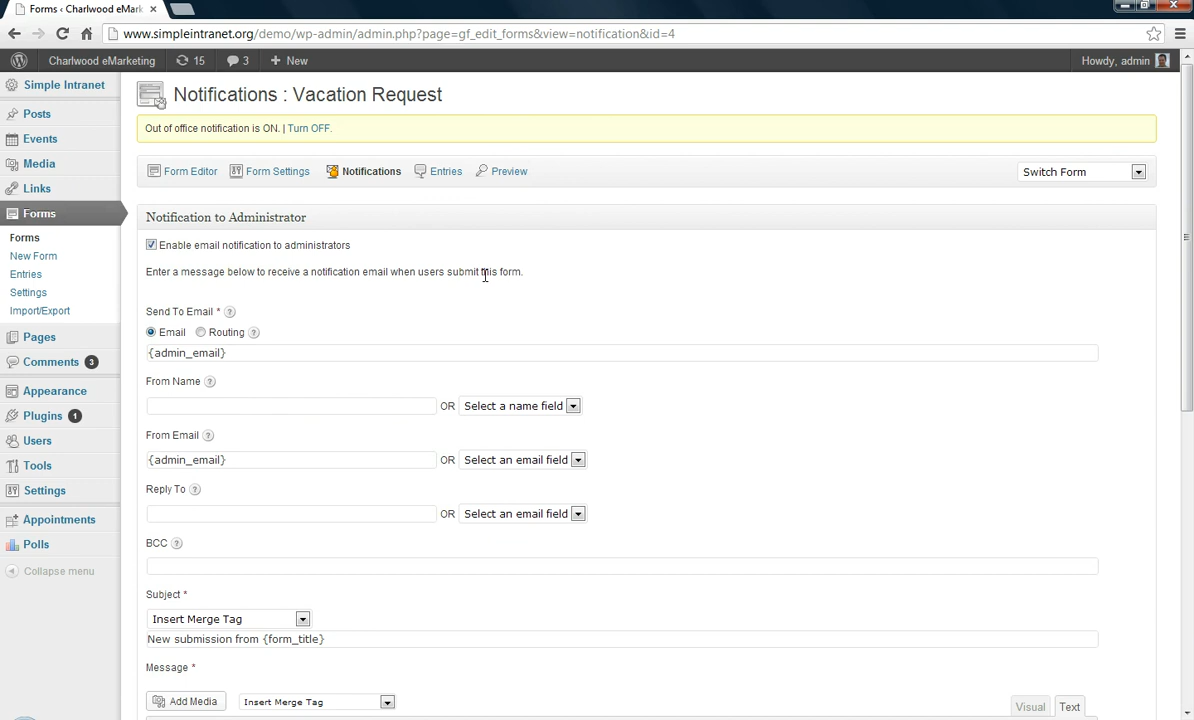 Forms ‹ Charlwood eMark
www.simpleintranet.org/demo/wp-admin/admin.php?page=gf_edit_forms&view=notification&id=4
Charlwood eMarketing 15 3 + New Howdy, admin
Simple Intranet
Posts
Events
Media
Links
Forms
Forms
New Form
Entries
Settings
Import/Export
Pages
Comments 3
Appearance
Plugins 1
Users
Tools
Settings
Appointments
Polls
Collapse menu
Notifications : Vacation Request
Out of office notification is ON. | Turn OFF.
Form Editor Form Settings Notifications Entries Preview Switch Form
Notification to Administrator
Enable email notification to administrators
Enter a message below to receive a notification email when users submit this form.
Send To Email * ?
Email Routing ?
{admin_email}
From Name ?
OR Select a name field
From Email ?
{admin_email} OR Select an email field
Reply To ?
OR Select an email field
BCC ?
Subject *
Insert Merge Tag
New submission from {form_title}
Message *
Add Media Insert Merge Tag Visual Text